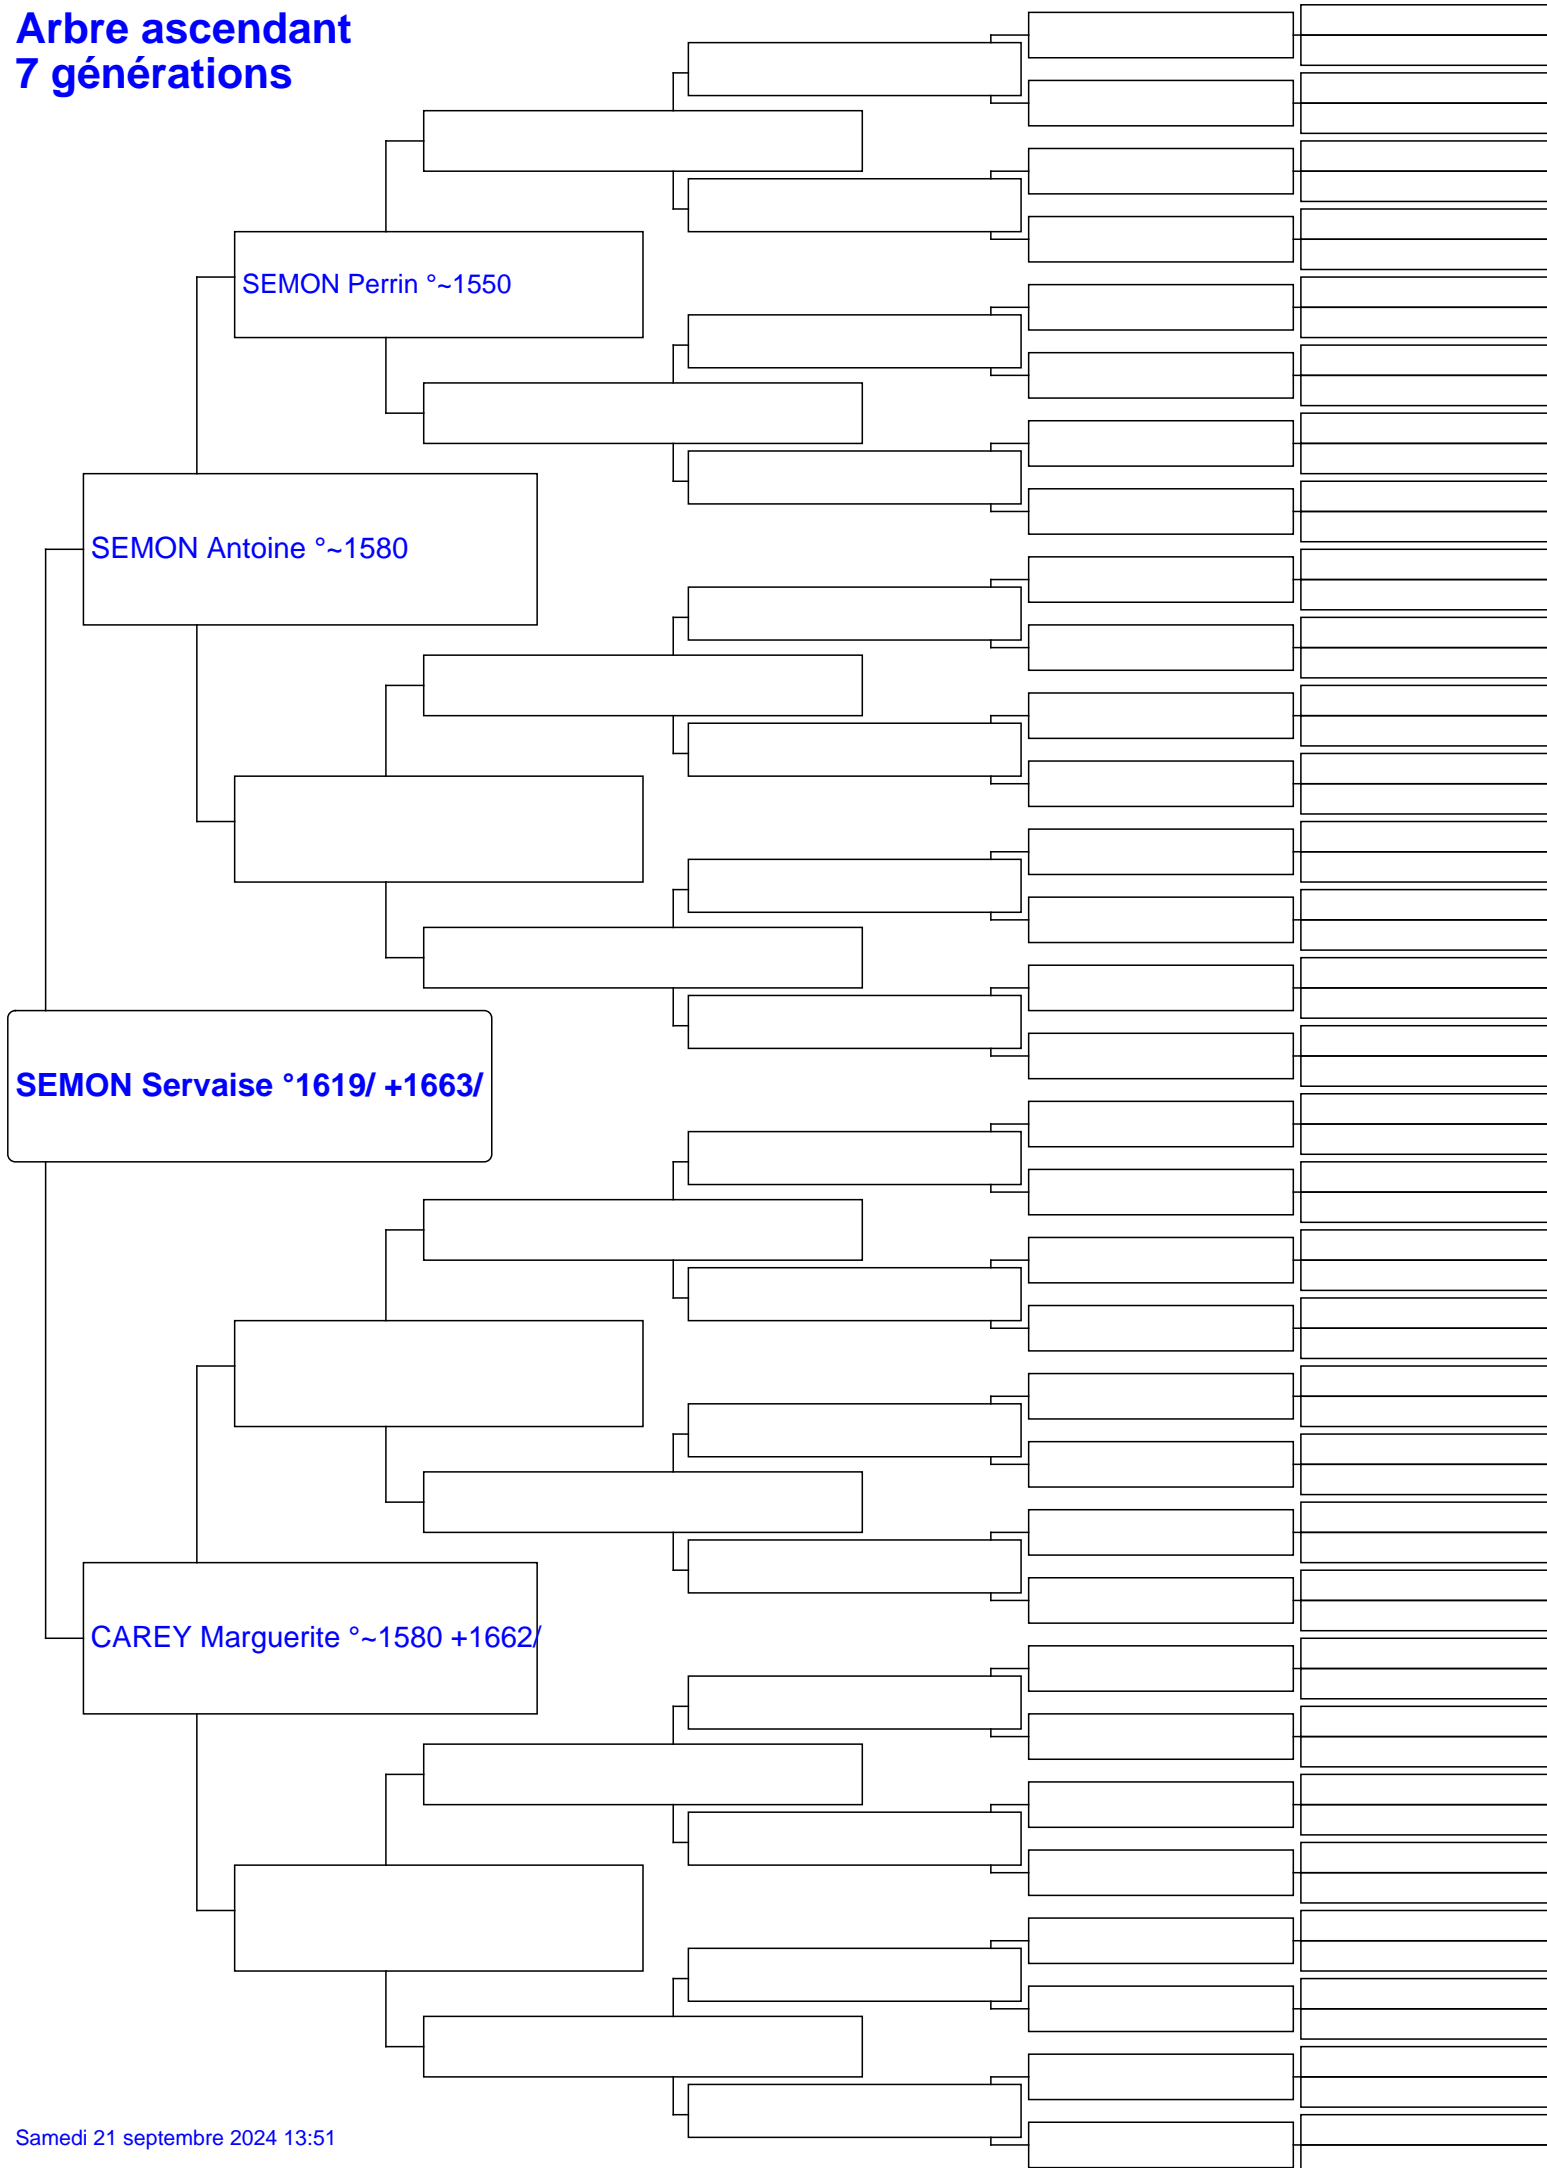 Arbre ascendant
7 générations
SEMON Perrin °~1550
SEMON Antoine °~1580
SEMON Servaise °1619/ +1663/
CAREY Marguerite °~1580 +1662/
Samedi 21 septembre 2024 13:51